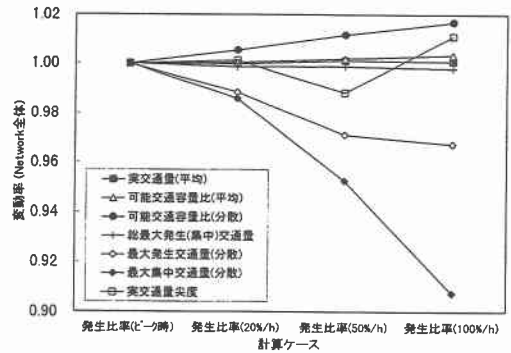 1.02
1.00
0.98
0.96
0.94
0.92
0.90
変動率(Network全体)
実交通量(平均)
可能交通容量比(平均)
可能交通容量比(分散)
総最大発生(集中)交通量
最大発生交通量(分散)
最大集中交通量(分散)
実交通量尖度
発生比率(ピーク時) 発生比率(20%/h) 発生比率(50%/h) 発生比率(100%/h)
計算ケース